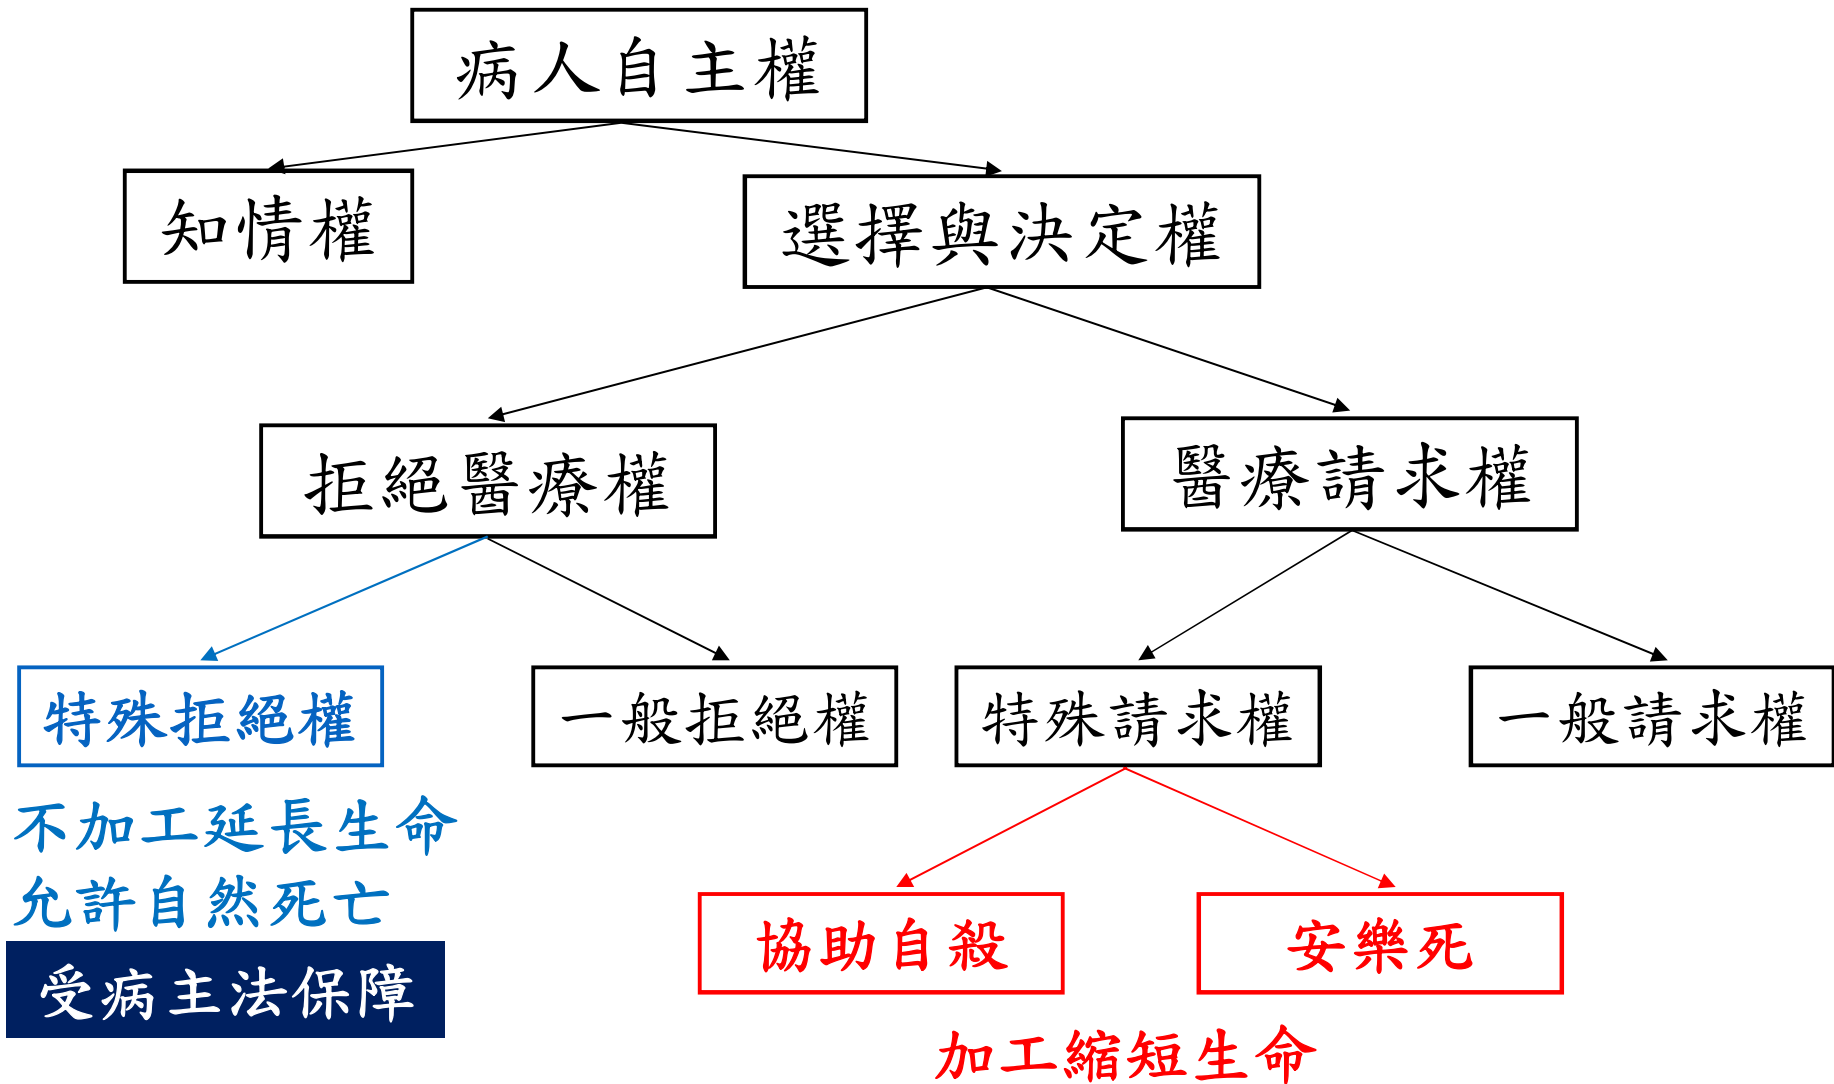 病人自主權
知情權
選擇與決定權
拒絕醫療權
醫療請求權
特殊拒絕權
一般拒絕權
特殊請求權
一般請求權
不加工延長生命
允許自然死亡
受病主法保障
協助自殺
安樂死
加工縮短生命